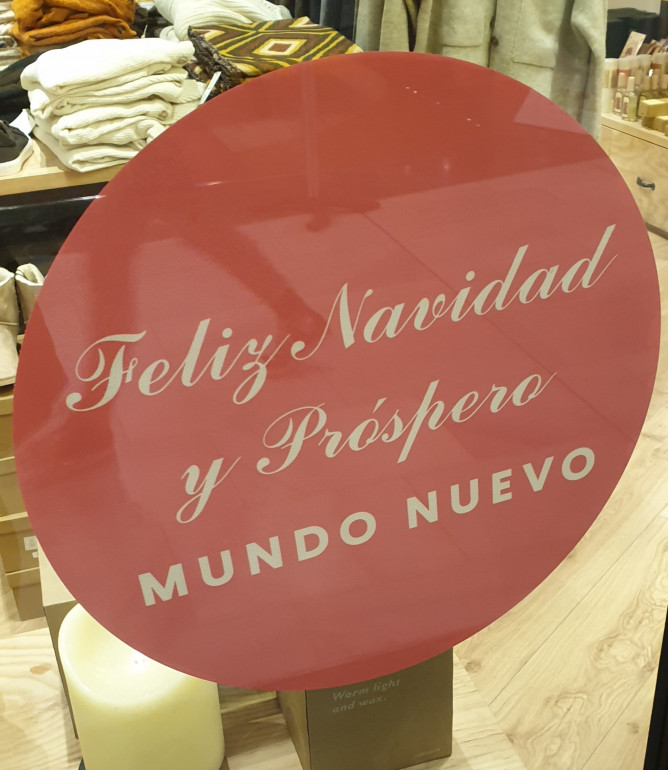 Feliz Navidad
y Próspero
MUNDO NUEVO
Warm light
and wax.